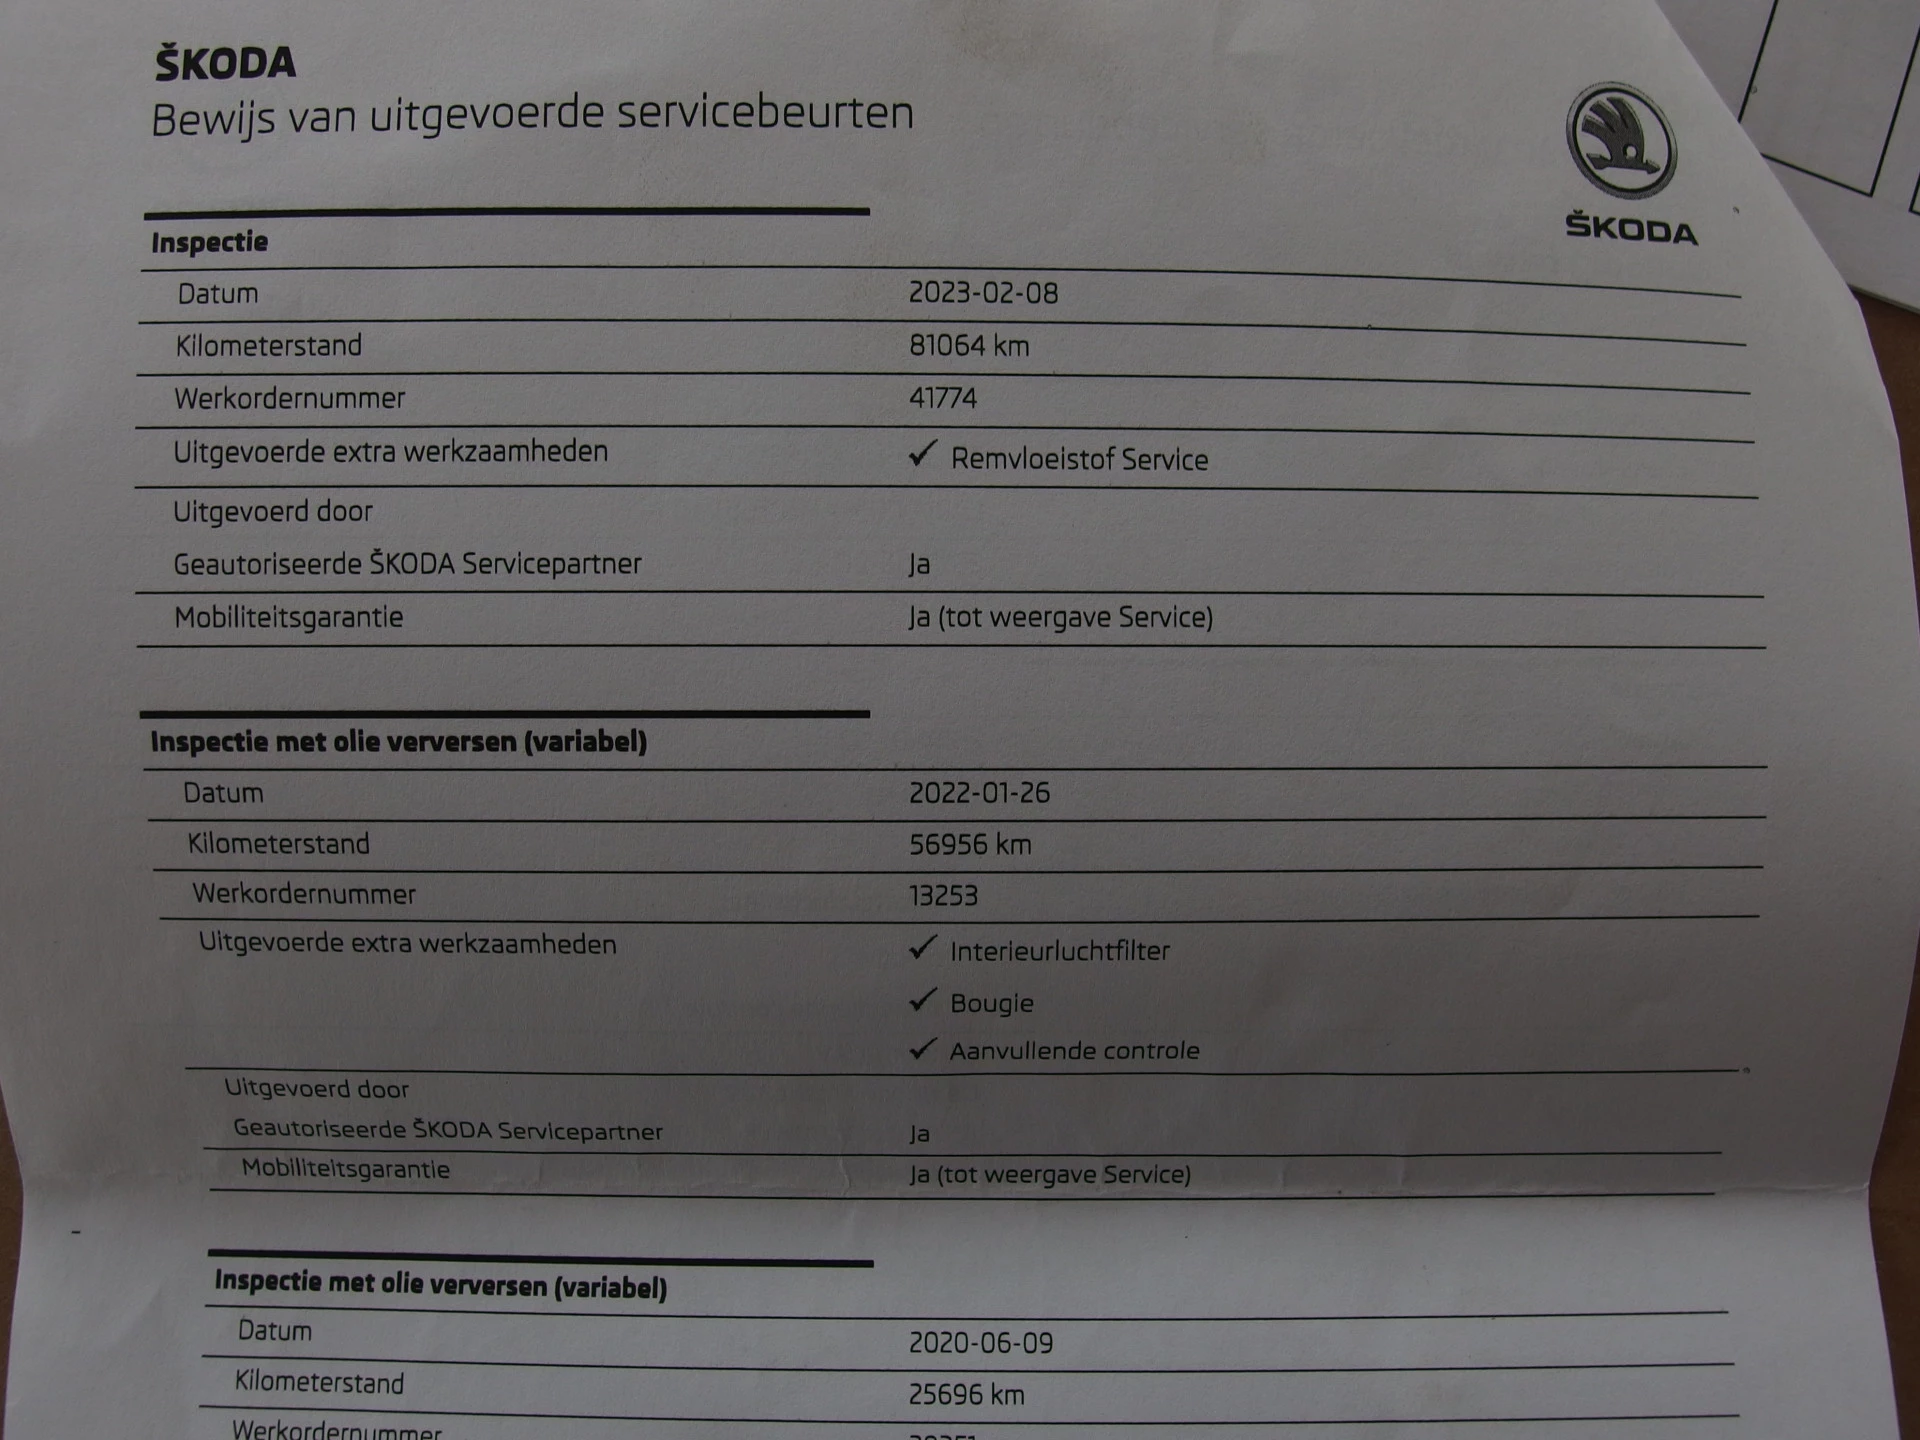 ŠKODA
Bewijs van uitgevoerde servicebeurten
ŠKODA
Inspectie
Datum 2023-02-08
Kilometerstand 81064 km
Werkordernummer 41774
Uitgevoerde extra werkzaamheden ✓ Remvloeistof Service
Uitgevoerd door
Geautoriseerde ŠKODA Servicepartner Ja
Mobiliteitsgarantie Ja (tot weergave Service)
Inspectie met olie verversen (variabel)
Datum 2022-01-26
Kilometerstand 56956 km
Werkordernummer 13253
Uitgevoerde extra werkzaamheden ✓ Interieurluchtfilter
✓ Bougie
✓ Aanvullende controle
Uitgevoerd door
Geautoriseerde ŠKODA Servicepartner Ja
Mobiliteitsgarantie Ja (tot weergave Service)
Inspectie met olie verversen (variabel)
Datum 2020-06-09
Kilometerstand 25696 km
Werkordernummer